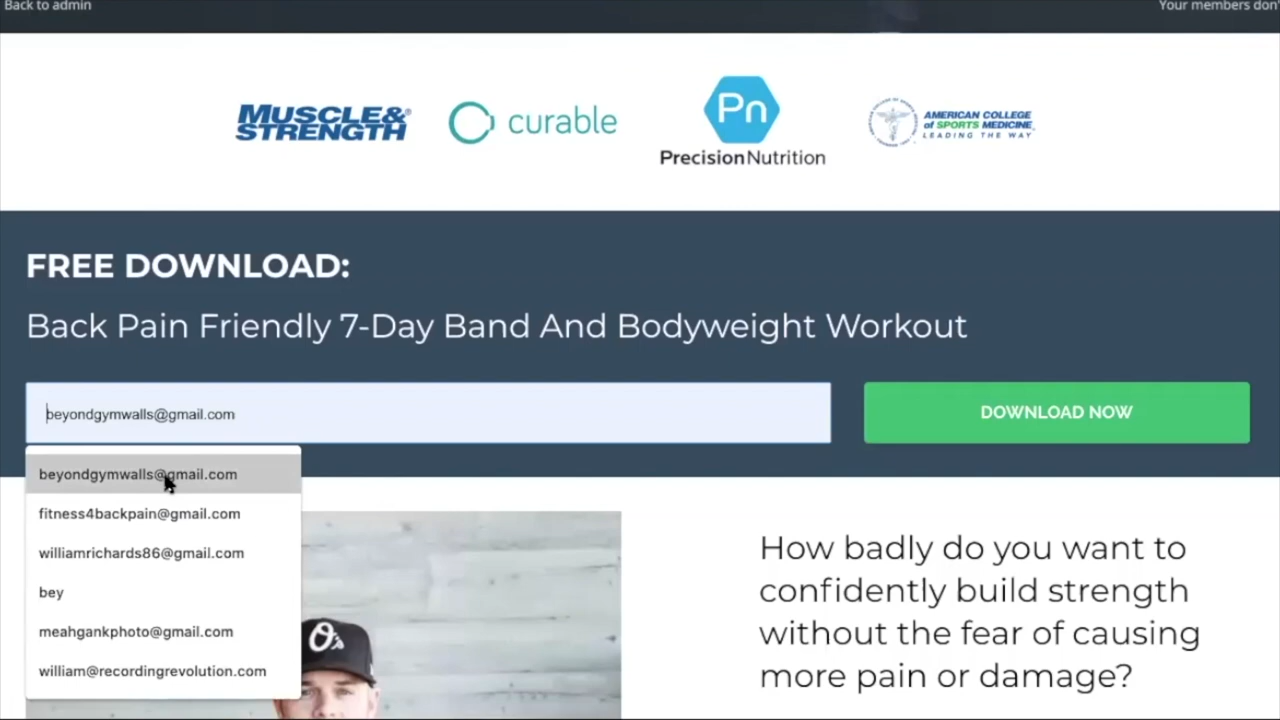 Back to admin
Your members don'
MUSCLE&
STRENGTH®
curable
Pn
PrecisionNutrition
AMERICAN COLLEGE
of SPORTS MEDICINE
LEADING THE WAY
FREE DOWNLOAD:
Back Pain Friendly 7-Day Band And Bodyweight Workout
beyondgymwalls@gmail.com
DOWNLOAD NOW
beyondgymwalls@gmail.com
fitness4backpain@gmail.com
williamrichards86@gmail.com
bey
meahgankphoto@gmail.com
william@recordingrevolution.com
O's
How badly do you want to
confidently build strength
without the fear of causing
more pain or damage?